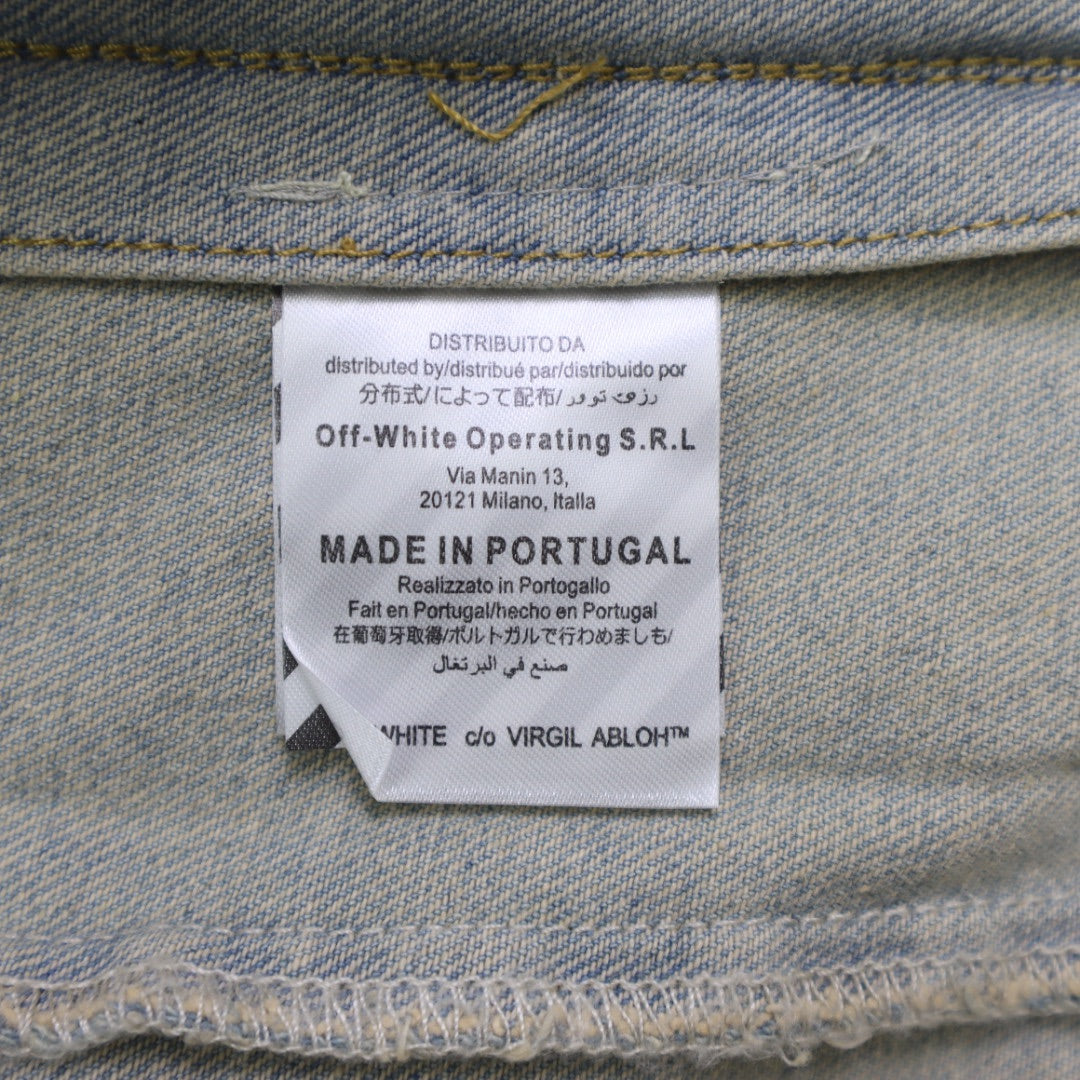 DISTRIBUITO DA
distributed by/distribué par/distribuido por
分布式/によって配布/رزی توور
Off-White Operating S.R.L
Via Manin 13,
20121 Milano, Italla
MADE IN PORTUGAL
Realizzato in Portogallo
Fait en Portugal/hecho en Portugal
在葡萄牙取得/ポルトガルで行わめましも/
صنع في البرتغال
WHITE c/o VIRGIL ABLOH™